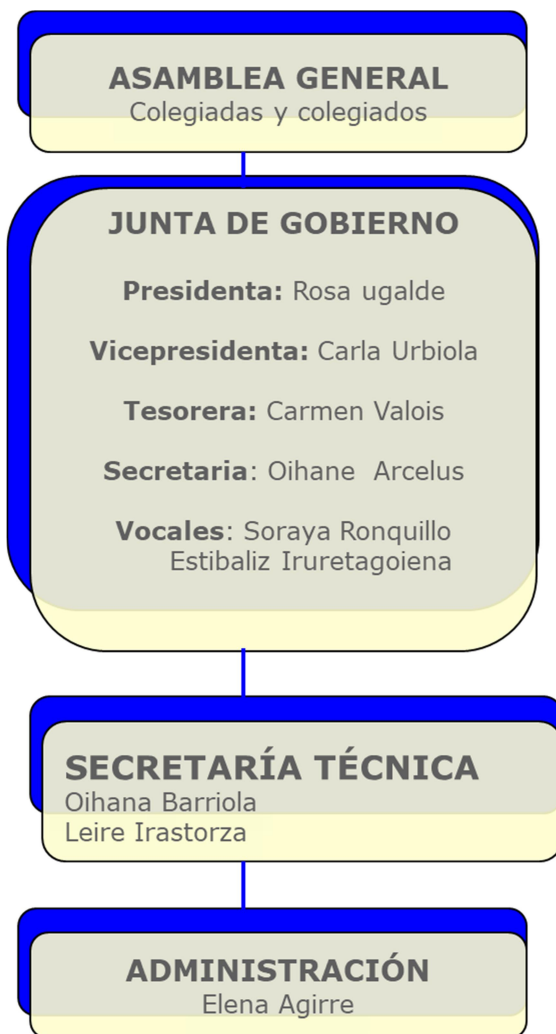 ASAMBLEA GENERAL
Colegiadas y colegiados
JUNTA DE GOBIERNO
Presidenta: Rosa ugalde
Vicepresidenta: Carla Urbiola
Tesorera: Carmen Valois
Secretaria: Oihane  Arcelus
Vocales: Soraya Ronquillo
Estibaliz Iruretagoiena
SECRETARÍA TÉCNICA
Oihana Barriola
Leire Irastorza
ADMINISTRACIÓN
Elena Agirre